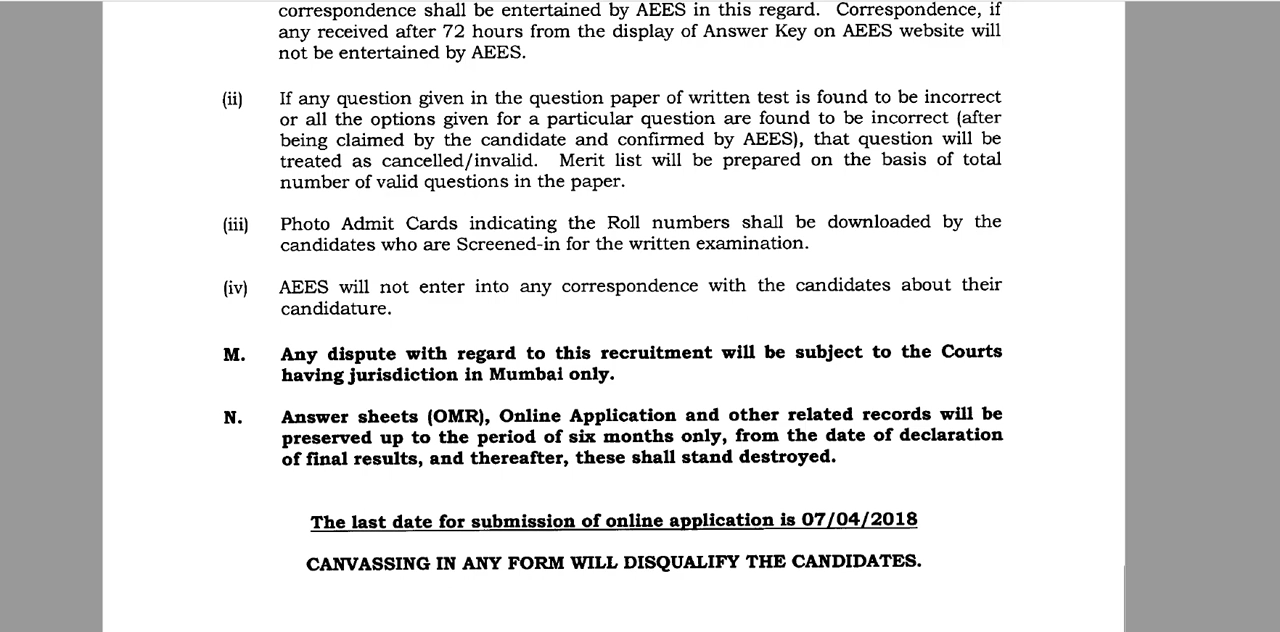 correspondence shall be entertained by AEES in this regard. Correspondence, if
any received after 72 hours from the display of Answer Key on AEES website will
not be entertained by AEES.
(ii) If any question given in the question paper of written test is found to be incorrect
or all the options given for a particular question are found to be incorrect (after
being claimed by the candidate and confirmed by AEES), that question will be
treated as cancelled/invalid. Merit list will be prepared on the basis of total
number of valid questions in the paper.
(iii) Photo Admit Cards indicating the Roll numbers shall be downloaded by the
candidates who are Screened-in for the written examination.
(iv) AEES will not enter into any correspondence with the candidates about their
candidature.
M. Any dispute with regard to this recruitment will be subject to the Courts
having jurisdiction in Mumbai only.
N. Answer sheets (OMR), Online Application and other related records will be
preserved up to the period of six months only, from the date of declaration
of final results, and thereafter, these shall stand destroyed.
The last date for submission of online application is 07/04/2018
CANVASSING IN ANY FORM WILL DISQUALIFY THE CANDIDATES.